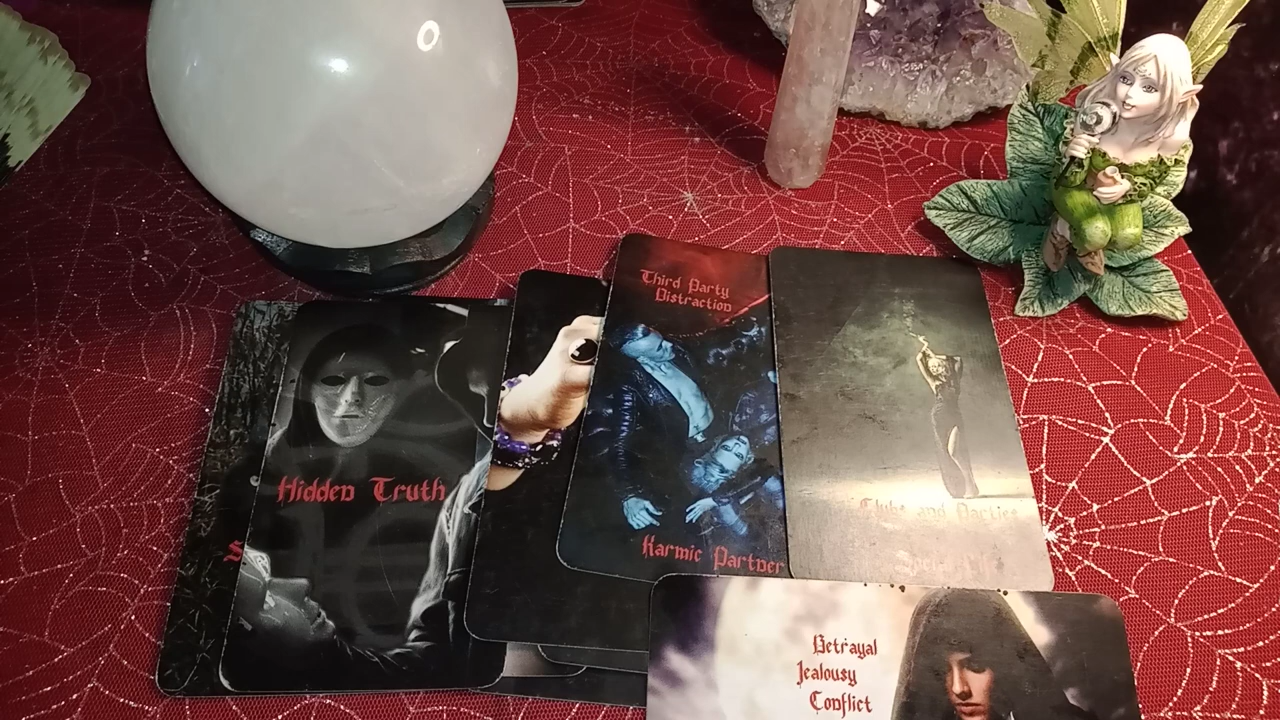 Third Party
Distraction
Hidden Truth
S
Clubs and Parties
Karmic Partner
Betrayal
Jealousy
Conflict